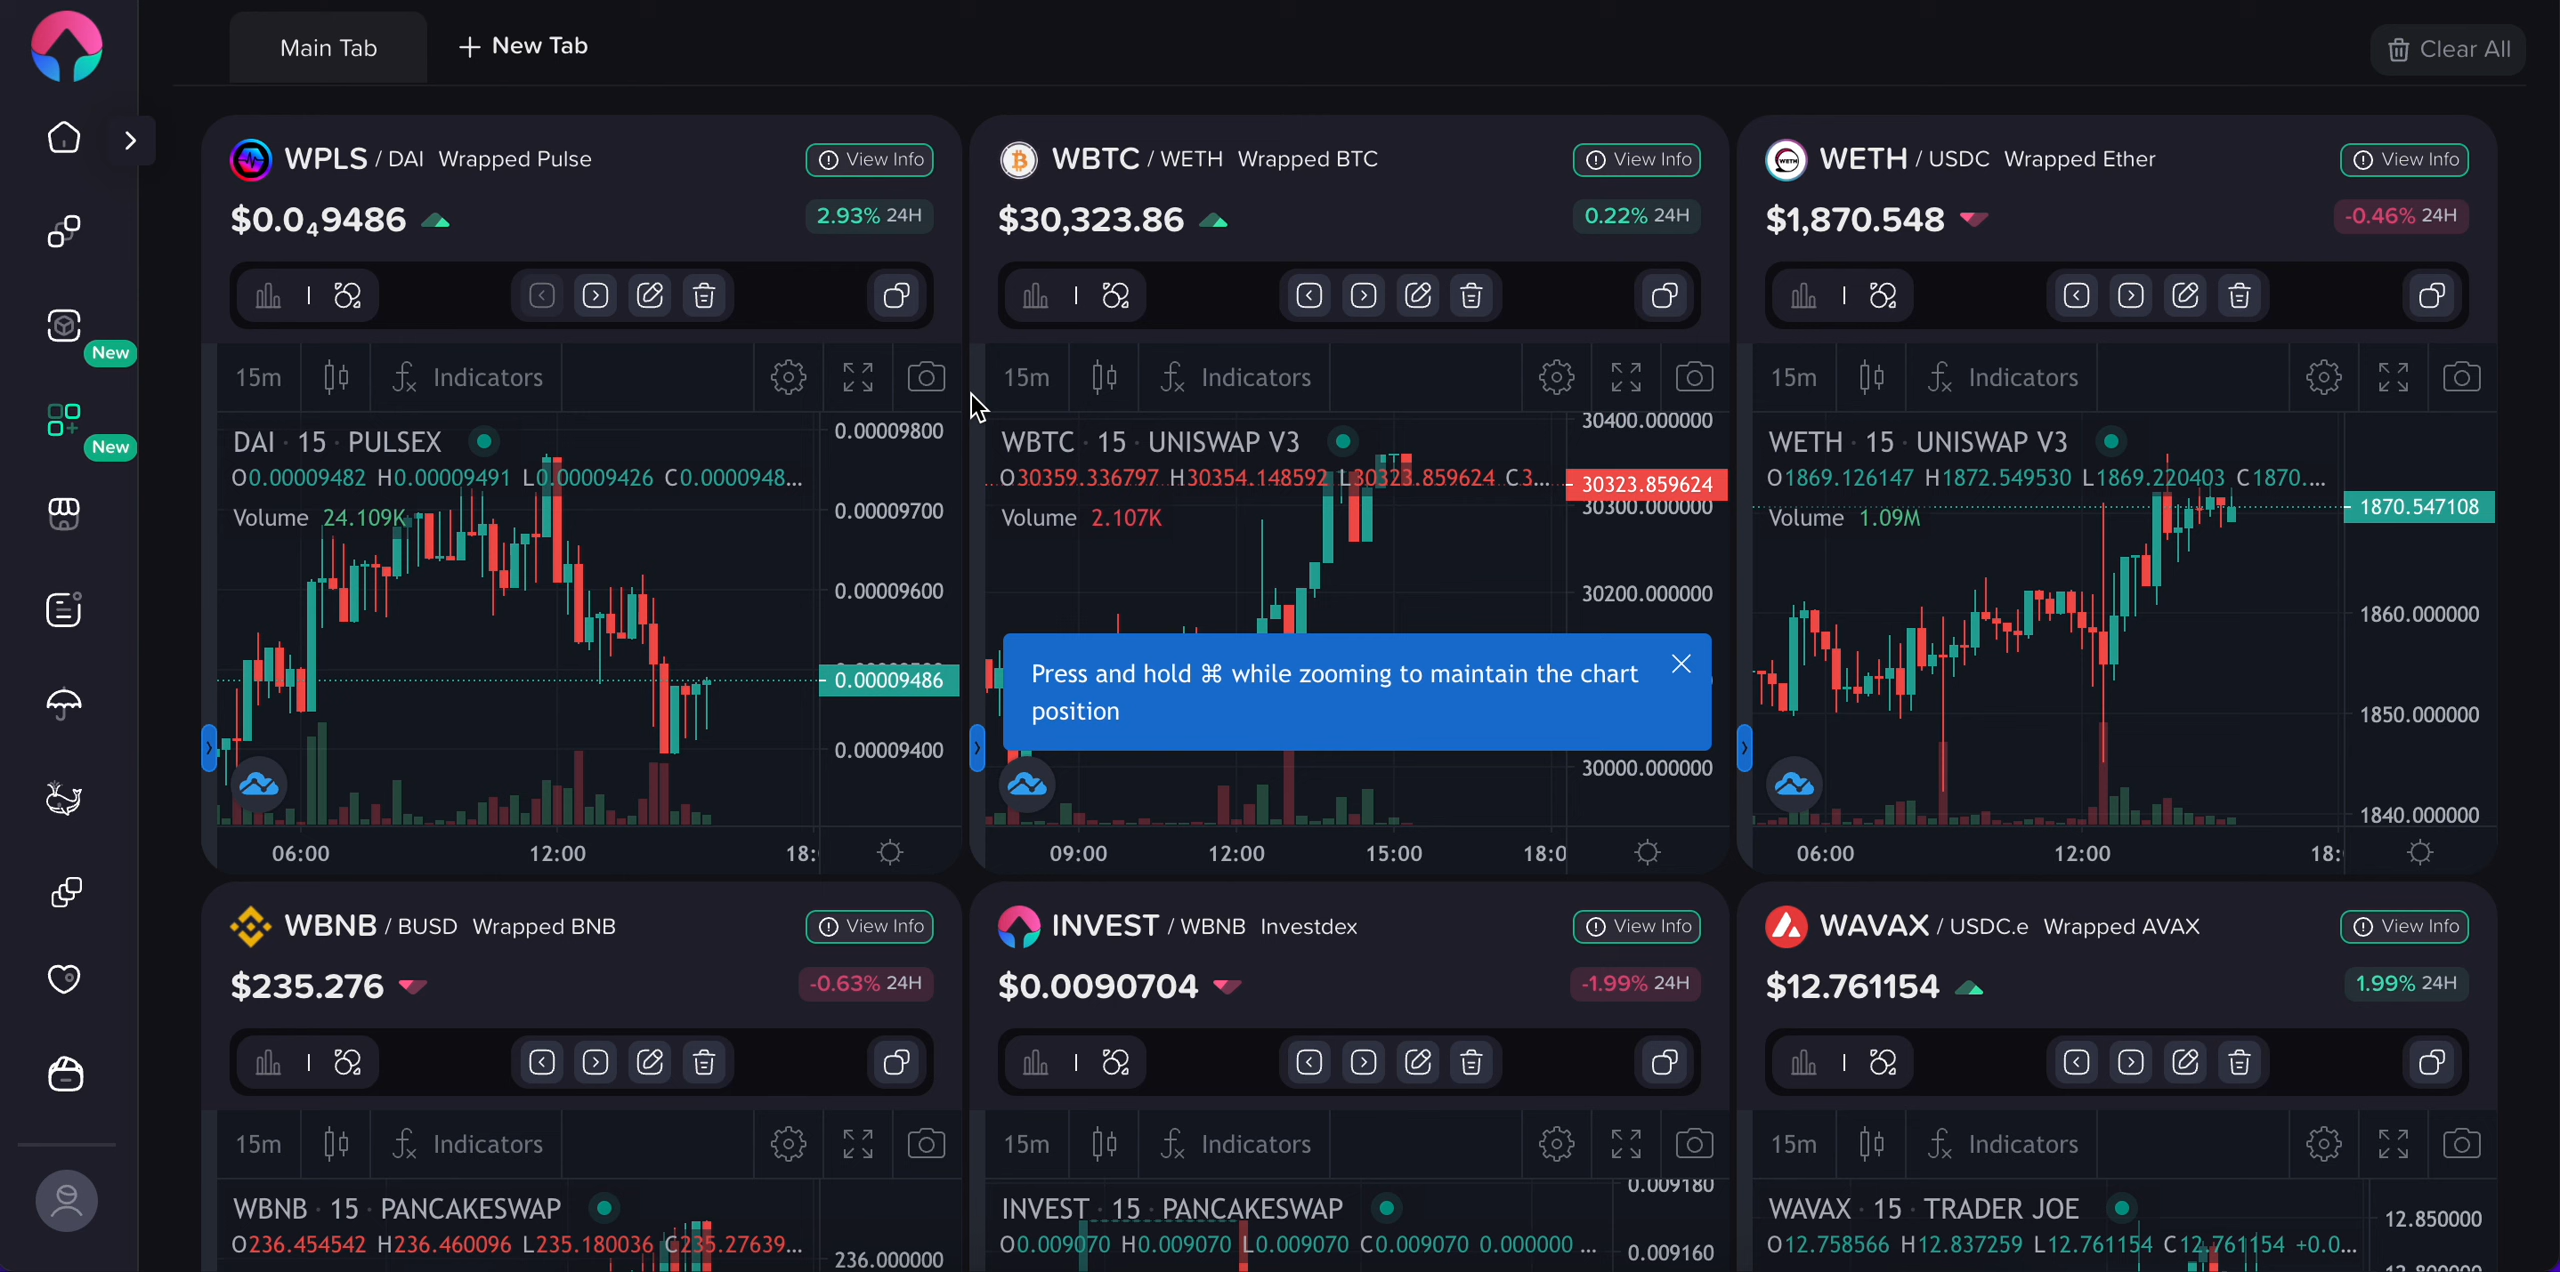 Main Tab
+ New Tab
Clear All
WPLS / DAI Wrapped Pulse
View Info
$0.0₄9486
2.93% 24H
15m
Indicators
DAI · 15 · PULSEX
O0.00009482 H0.00009491 L0.00009426 C0.0000948...
Volume 24.109K
0.00009800
0.00009700
0.00009600
0.00009486
0.00009400
06:00
12:00
18:
WBTC / WETH Wrapped BTC
View Info
$30,323.86
0.22% 24H
15m
Indicators
WBTC · 15 · UNISWAP V3
O30359.336797 H30354.148592 L30323.859624 C3...
Volume 2.107K
30400.000000
30323.859624
30300.000000
30200.000000
30000.000000
Press and hold ⌘ while zooming to maintain the chart
position
09:00
12:00
15:00
18:0
WETH / USDC Wrapped Ether
View Info
$1,870.548
-0.46% 24H
15m
Indicators
WETH · 15 · UNISWAP V3
O1869.126147 H1872.549530 L1869.220403 C1870....
Volume 1.09M
1870.547108
1860.000000
1850.000000
1840.000000
06:00
12:00
18:
New
New
WBNB / BUSD Wrapped BNB
View Info
$235.276
-0.63% 24H
15m
Indicators
WBNB · 15 · PANCAKESWAP
O236.454542 H236.460096 L235.180036 C235.27639...
236.000000
INVEST / WBNB Investdex
View Info
$0.0090704
-1.99% 24H
15m
Indicators
INVEST · 15 · PANCAKESWAP
O0.009070 H0.009070 L0.009070 C0.009070 0.000000 ...
0.009180
0.009160
WAVAX / USDC.e Wrapped AVAX
View Info
$12.761154
1.99% 24H
15m
Indicators
WAVAX · 15 · TRADER JOE
O12.758566 H12.837259 L12.761154 C12.761154 +0.0...
12.850000